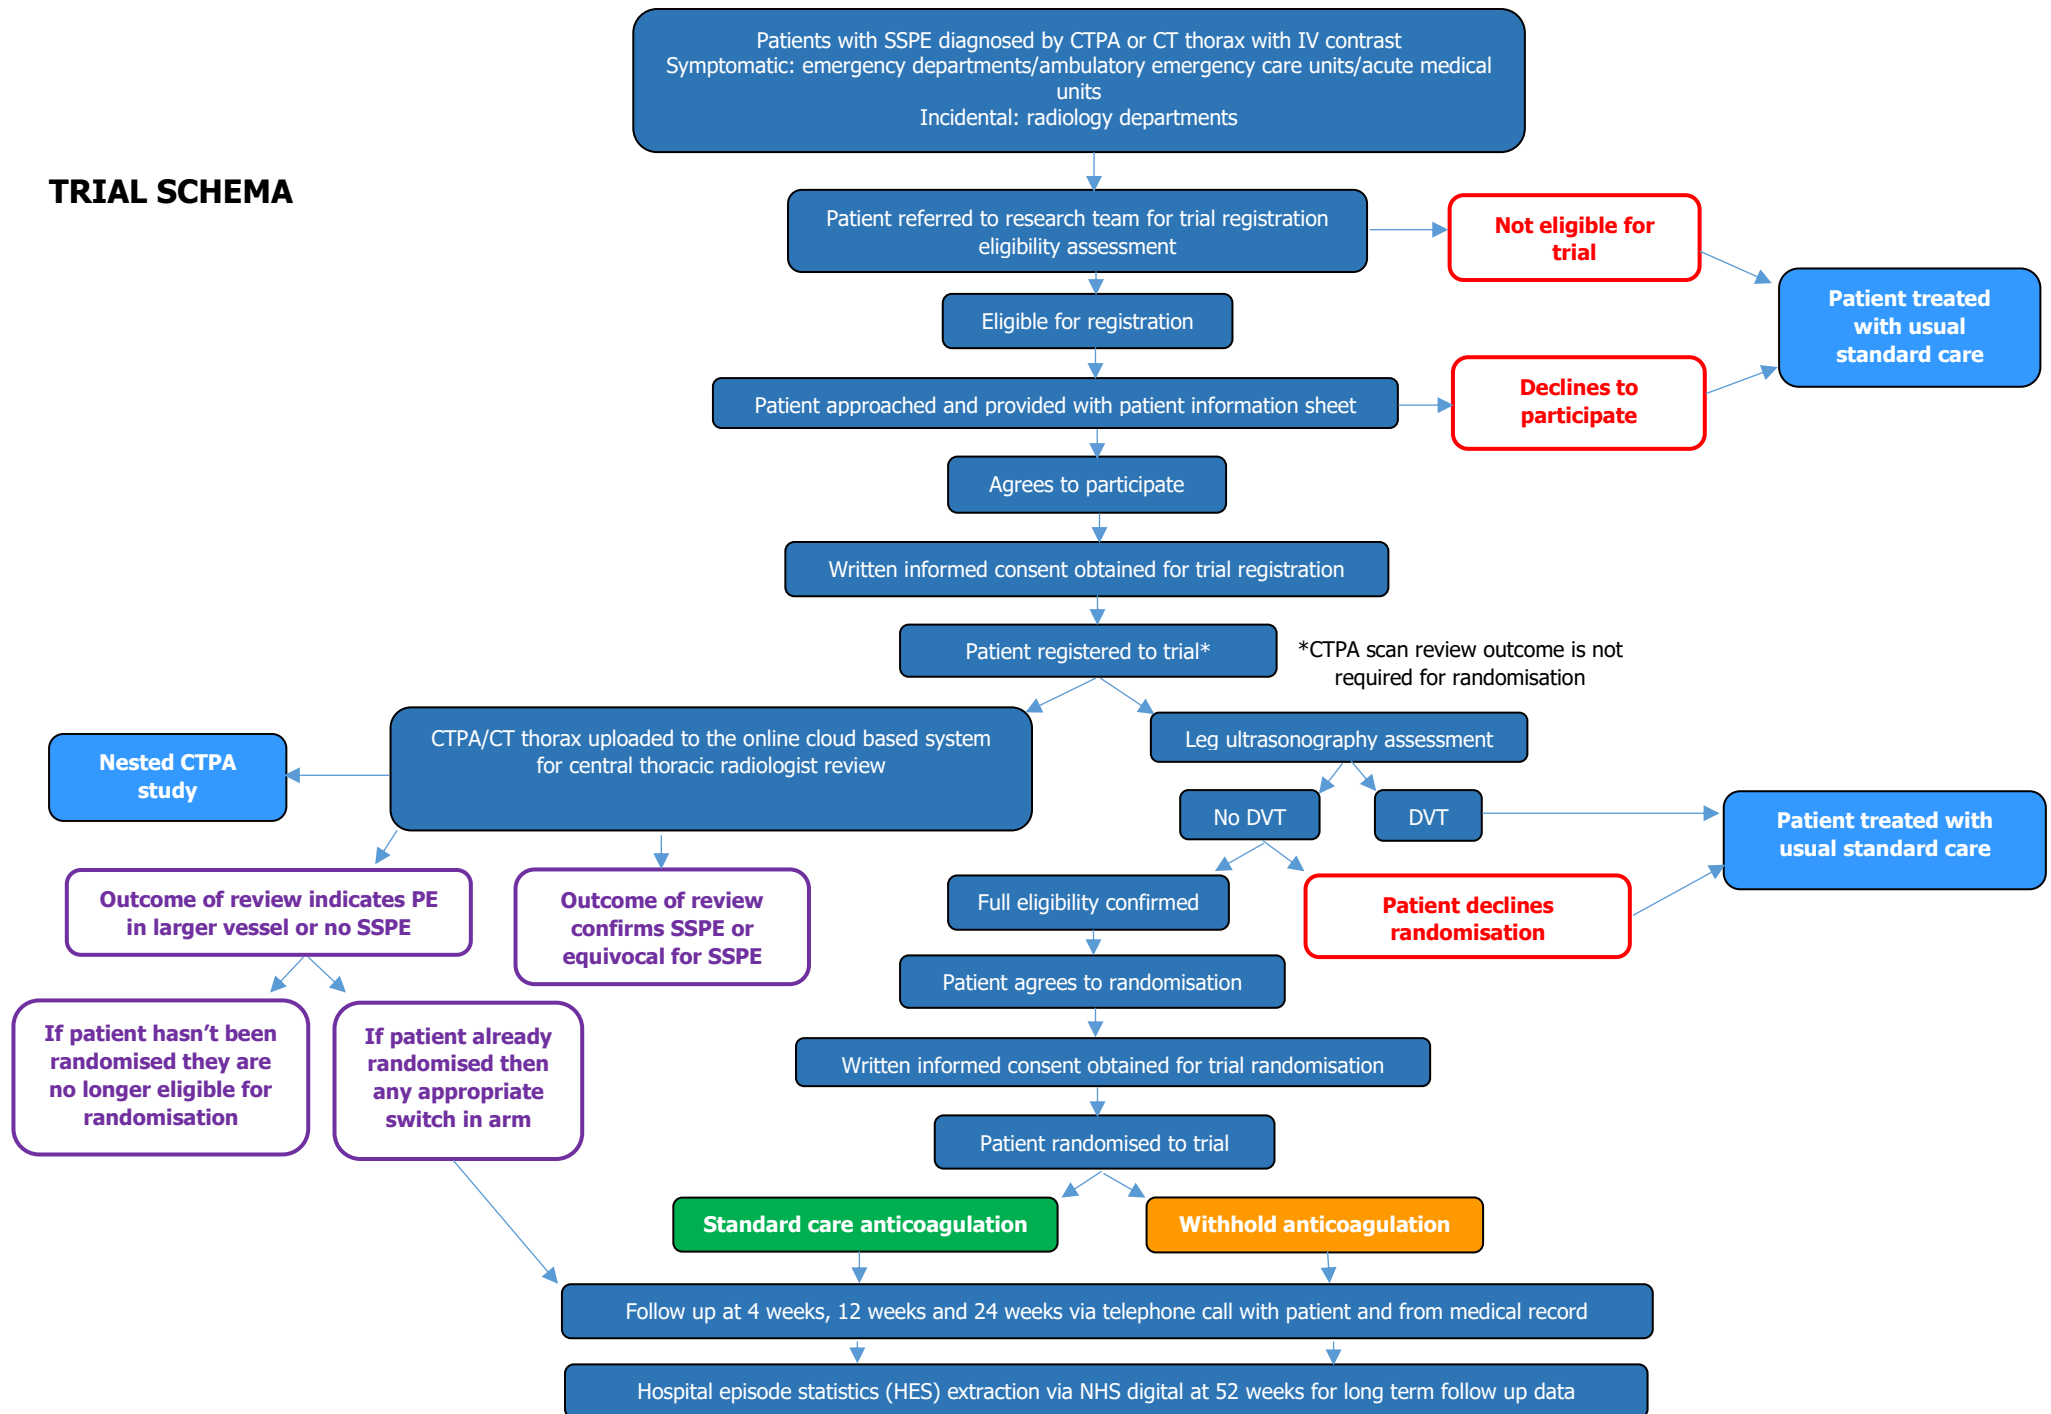 Patients with SSPE diagnosed by CTPA or CT thorax with IV contrast
Symptomatic: emergency departments/ambulatory emergency care units/acute medical
units
Incidental: radiology departments
TRIAL SCHEMA
Patient referred to research team for trial registration
eligibility assessment
Not eligible for
trial
Patient treated
with usual
standard care
Eligible for registration
Patient approached and provided with patient information sheet
Declines to
participate
Agrees to participate
Written informed consent obtained for trial registration
Patient registered to trial*
*CTPA scan review outcome is not
required for randomisation
CTPA/CT thorax uploaded to the online cloud based system
for central thoracic radiologist review
Leg ultrasonography assessment
Nested CTPA
study
No DVT
DVT
Patient treated with
usual standard care
Outcome of review indicates PE
in larger vessel or no SSPE
Outcome of review
confirms SSPE or
equivocal for SSPE
Full eligibility confirmed
Patient declines
randomisation
Patient agrees to randomisation
If patient hasn’t been
randomised they are
no longer eligible for
randomisation
If patient already
randomised then
any appropriate
switch in arm
Written informed consent obtained for trial randomisation
Patient randomised to trial
Standard care anticoagulation
Withhold anticoagulation
Follow up at 4 weeks, 12 weeks and 24 weeks via telephone call with patient and from medical record
Hospital episode statistics (HES) extraction via NHS digital at 52 weeks for long term follow up data